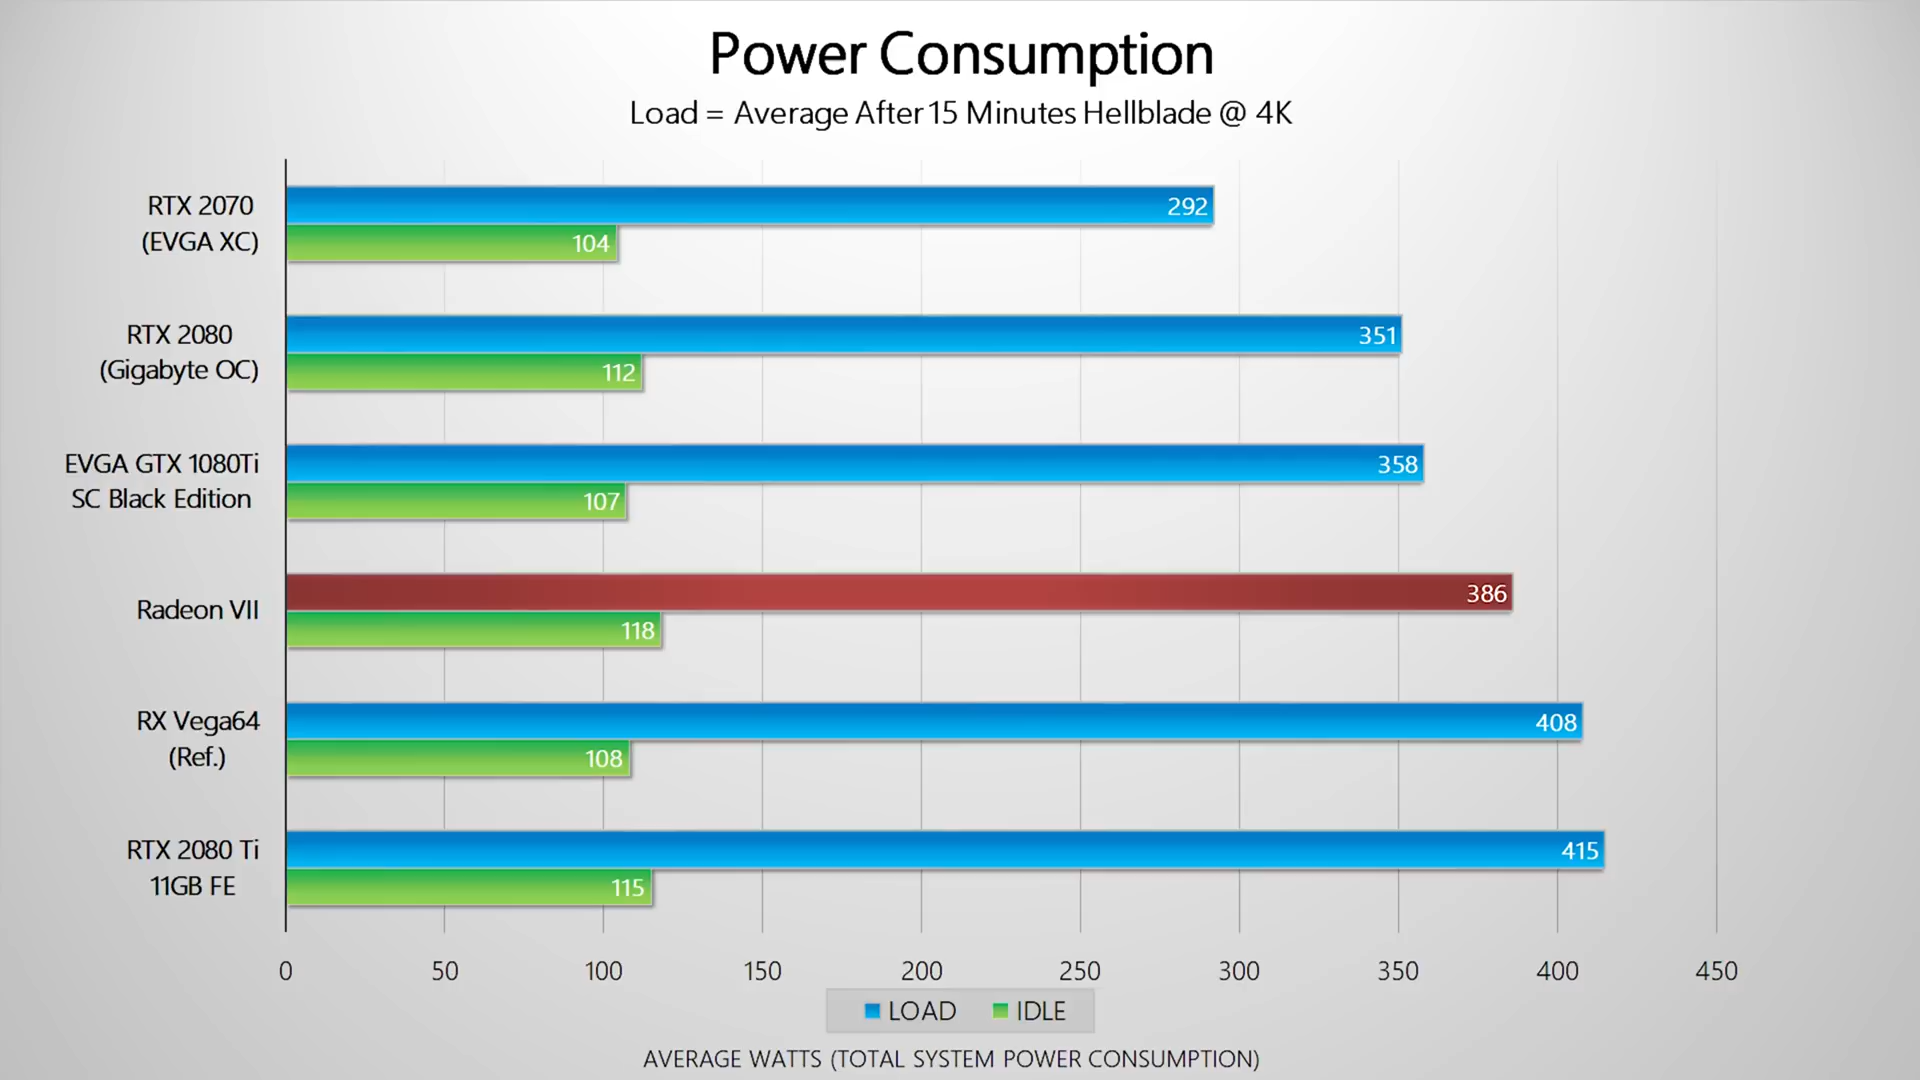 Power Consumption
Load = Average After 15 Minutes Hellblade @ 4K
RTX 2070
(EVGA XC)
292
104
RTX 2080
(Gigabyte OC)
351
112
EVGA GTX 1080Ti
SC Black Edition
358
107
Radeon VII
386
118
RX Vega64
(Ref.)
408
108
RTX 2080 Ti
11GB FE
415
115
0 50 100 150 200 250 300 350 400 450
LOAD IDLE
AVERAGE WATTS (TOTAL SYSTEM POWER CONSUMPTION)